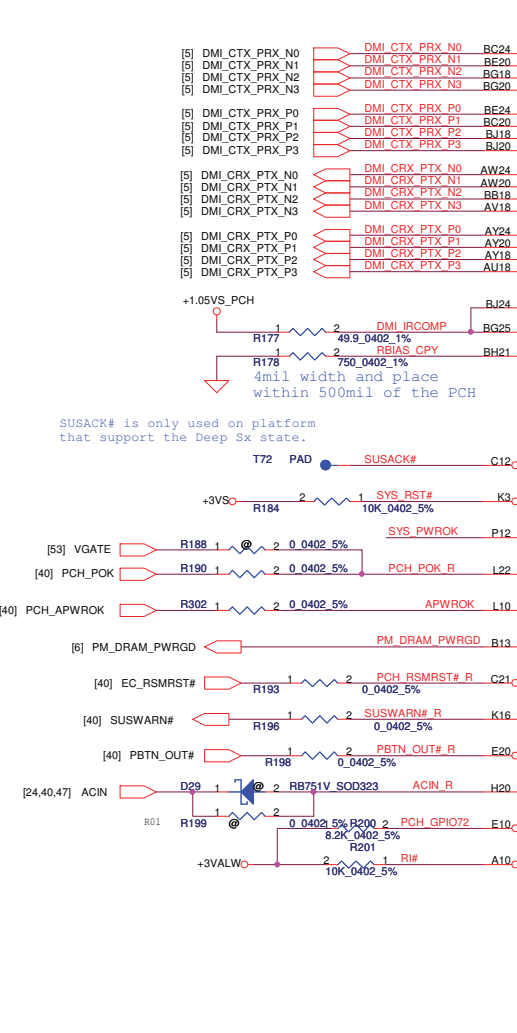 [5] DMI_CTX_PRX_N0 DMI_CTX_PRX_N0 BC24
[5] DMI_CTX_PRX_N1 DMI_CTX_PRX_N1 BE20
[5] DMI_CTX_PRX_N2 DMI_CTX_PRX_N2 BG18
[5] DMI_CTX_PRX_N3 DMI_CTX_PRX_N3 BG20
[5] DMI_CTX_PRX_P0 DMI_CTX_PRX_P0 BE24
[5] DMI_CTX_PRX_P1 DMI_CTX_PRX_P1 BC20
[5] DMI_CTX_PRX_P2 DMI_CTX_PRX_P2 BJ18
[5] DMI_CTX_PRX_P3 DMI_CTX_PRX_P3 BJ20
[5] DMI_CRX_PTX_N0 DMI_CRX_PTX_N0 AW24
[5] DMI_CRX_PTX_N1 DMI_CRX_PTX_N1 AW20
[5] DMI_CRX_PTX_N2 DMI_CRX_PTX_N2 BB18
[5] DMI_CRX_PTX_N3 DMI_CRX_PTX_N3 AV18
[5] DMI_CRX_PTX_P0 DMI_CRX_PTX_P0 AY24
[5] DMI_CRX_PTX_P1 DMI_CRX_PTX_P1 AY20
[5] DMI_CRX_PTX_P2 DMI_CRX_PTX_P2 AY18
[5] DMI_CRX_PTX_P3 DMI_CRX_PTX_P3 AU18
+1.05VS_PCH
BJ24
1 2 DMI_IRCOMP BG25
R177 49.9_0402_1%
1 2 RBIAS_CPY BH21
R178 750_0402_1%
4mil width and place
within 500mil of the PCH
SUSACK# is only used on platform
that support the Deep Sx state.
T72 PAD SUSACK# C12
+3VS 2 1 SYS_RST# K3
R184 10K_0402_5%
SYS_PWROK P12
[53] VGATE R188 1 @ 2 0_0402_5%
[40] PCH_POK R190 1 2 0_0402_5% PCH_POK_R L22
[40] PCH_APWROK R302 1 2 0_0402_5% APWROK L10
[6] PM_DRAM_PWRGD PM_DRAM_PWRGD B13
[40] EC_RSMRST# 1 2 PCH_RSMRST#_R C21
R193 0_0402_5%
[40] SUSWARN# 1 2 SUSWARN#_R K16
R196 0_0402_5%
[40] PBTN_OUT# 1 2 PBTN_OUT#_R E20
R198 0_0402_5%
[24,40,47] ACIN D29 1 @ 2 RB751V_SOD323 ACIN_R H20
R01 R199 1 @ 2 0_0402_5% R200 1 2 PCH_GPIO72 E10
8.2K_0402_5%
R201
+3VALW 2 1 RI# A10
10K_0402_5%